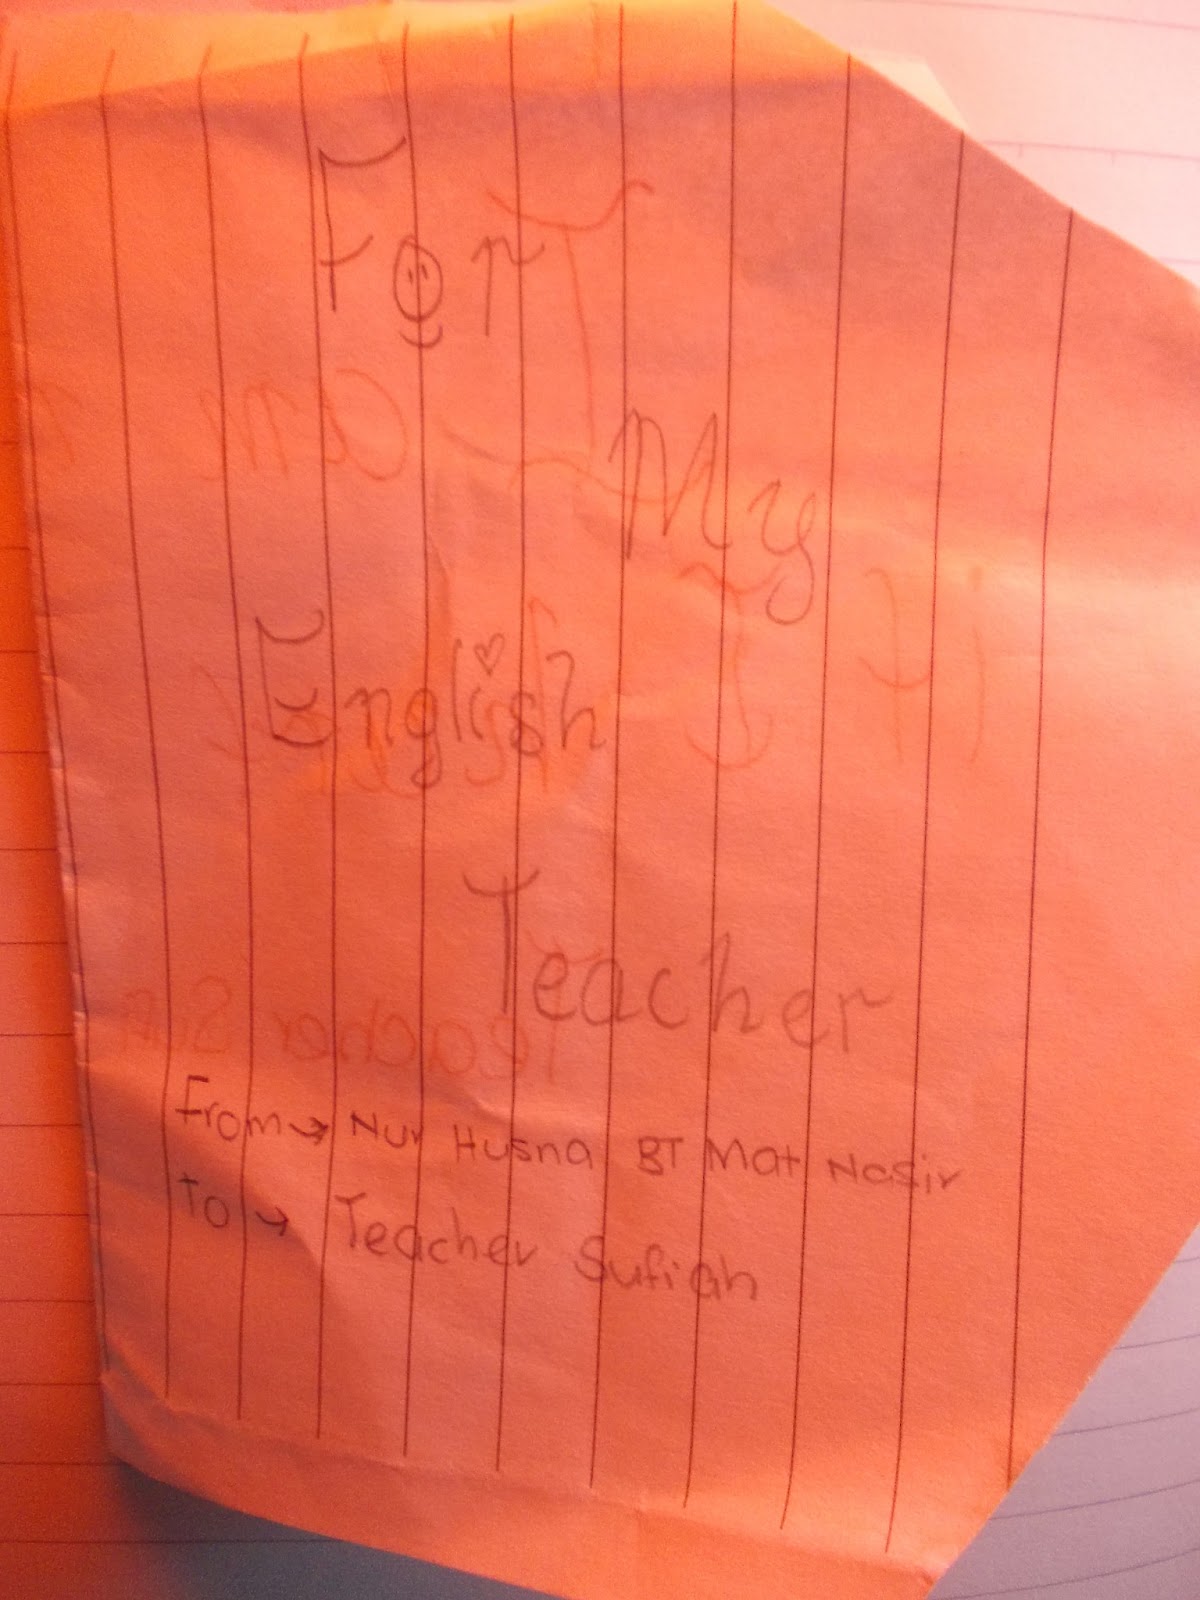 For
My
English
Teacher
From → Nur Husna BT Mat Nasir
To → Teacher Sufiah